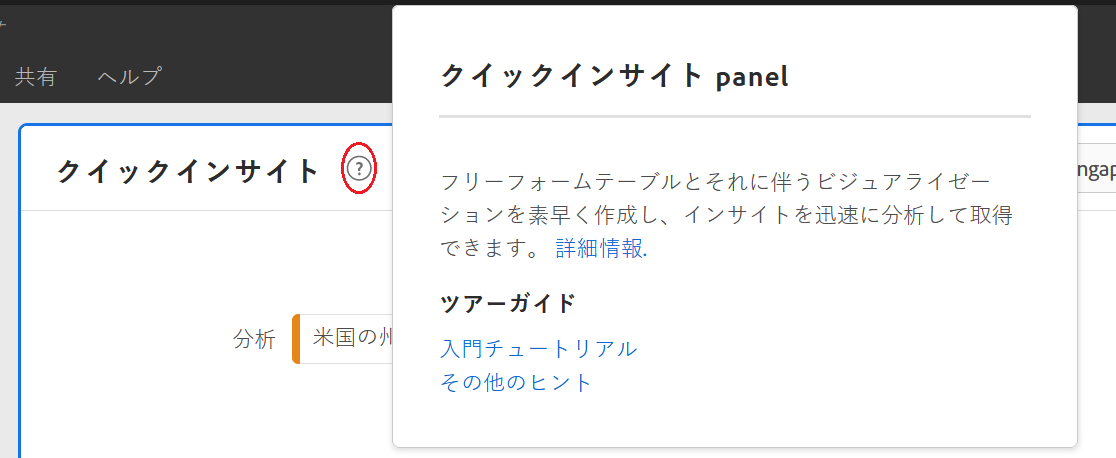 共有 ヘルプ
クイックインサイト ?
分析 米国の
クイックインサイト panel
フリーフォームテーブルとそれに伴うビジュアライゼー
ションを素早く作成し、インサイトを迅速に分析して取得
できます。 詳細情報.
ツアーガイド
入門チュートリアル
その他のヒント
ngap